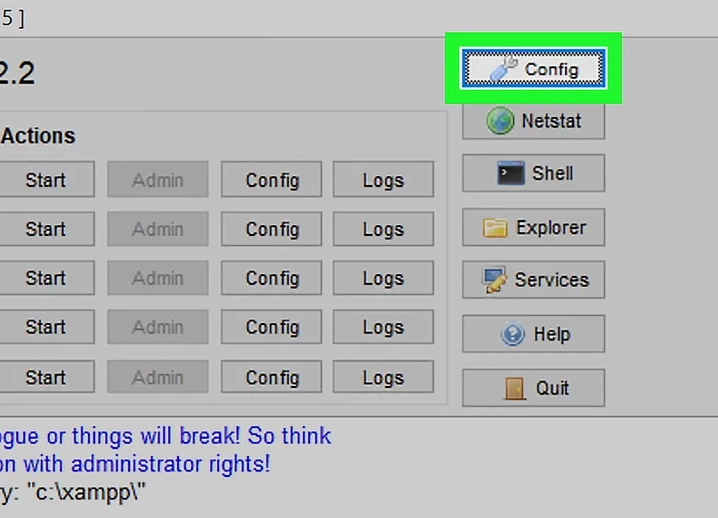 5 ]
2.2
Config
Netstat
Actions
Start Admin Config Logs
Shell
Start Admin Config Logs
Explorer
Start Admin Config Logs
Services
Start Admin Config Logs
Help
Start Admin Config Logs
Quit
ogue or things will break! So think
on with administrator rights!
ry: "c:\xampp\"